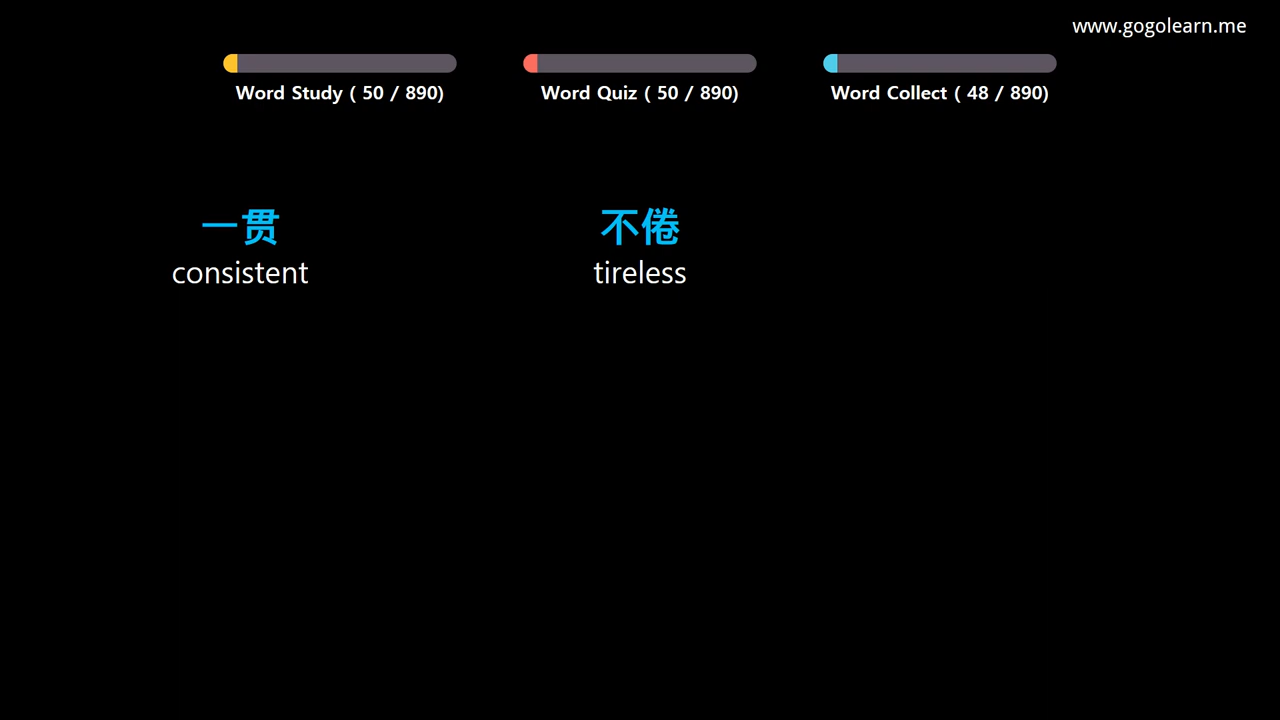 www.gogolearn.me
Word Study ( 50 / 890)
Word Quiz ( 50 / 890)
Word Collect ( 48 / 890)
一贯
consistent
不倦
tireless